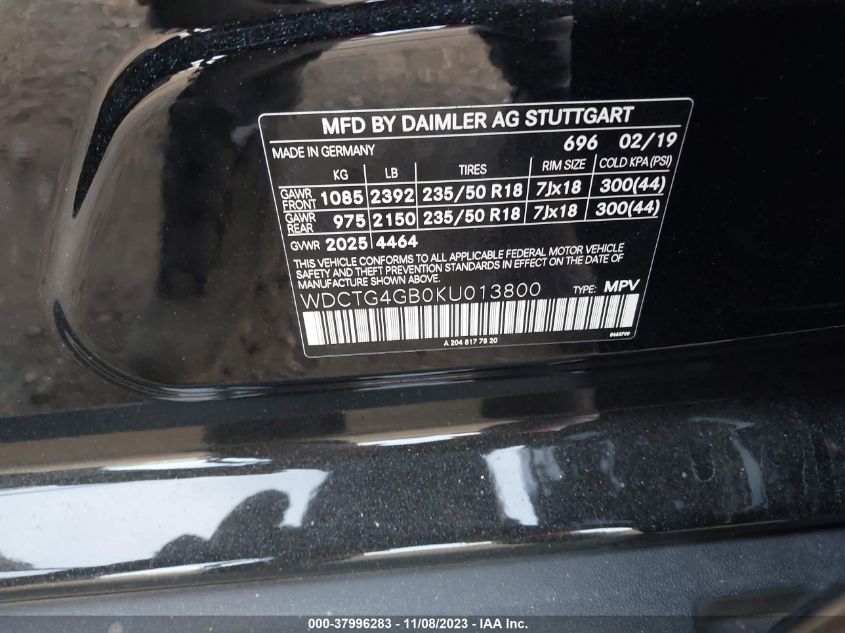 MFD BY DAIMLER AG STUTTGART
MADE IN GERMANY 696 02/19
KG LB TIRES RIM SIZE COLD KPA (PSI)
GAWR FRONT 1085 2392 235/50 R18 7Jx18 300(44)
GAWR REAR 975 2150 235/50 R18 7Jx18 300(44)
GVWR 2025 4464
THIS VEHICLE CONFORMS TO ALL APPLICABLE FEDERAL MOTOR VEHICLE
SAFETY AND THEFT PREVENTION STANDARDS IN EFFECT ON THE DATE
OF MANUFACTURE SHOWN ABOVE.
WDCTG4GB0KU013800 TYPE: MPV
A 204 817 78 20
000-37996283 - 11/08/2023 - IAA Inc.